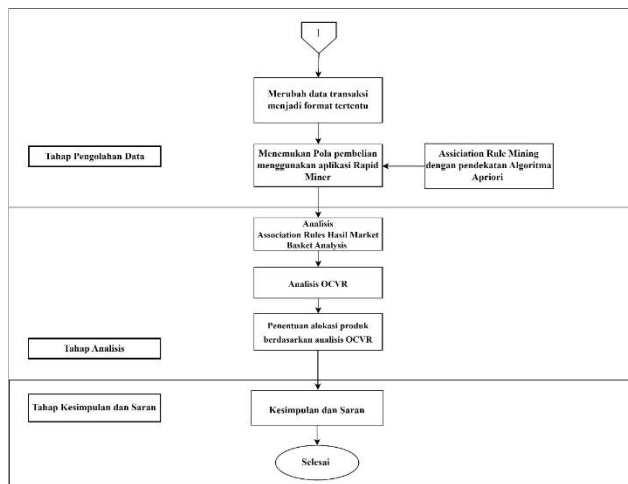 1
Merubah data transaksi
menjadi format tertentu
Tahap Pengolahan Data
Menemukan Pola pembelian
menggunakan aplikasi Rapid
Miner
Assiciation Rule Mining
dengan pendekatan Algoritma
Apriori
Analisis
Association Rules Hasil Market
Basket Analysis
Analisis OCVR
Penentuan alokasi produk
berdasarkan analisis OCVR
Tahap Analisis
Tahap Kesimpulan dan Saran
Kesimpulan dan Saran
Selesai